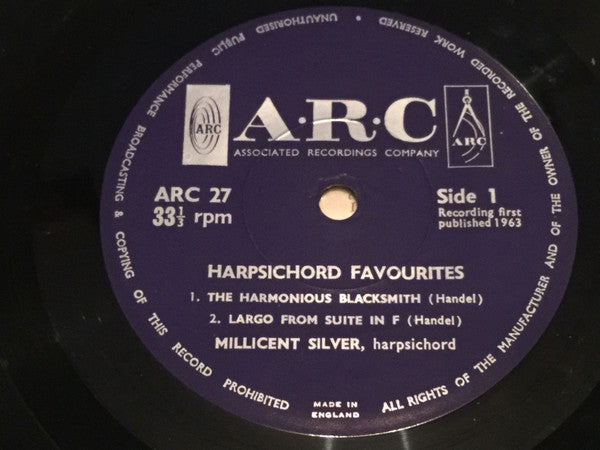 ALL RIGHTS OF THE MANUFACTURER AND OF THE OWNER OF THE RECORDED WORK RESERVED
UNAUTHORISED PUBLIC PERFORMANCE BROADCASTING & COPYING OF THIS RECORD PROHIBITED
ARC
A·R·C
ARC
ASSOCIATED RECORDINGS COMPANY
ARC 27
Side 1
33⅓ rpm
Recording first
published 1963
HARPSICHORD FAVOURITES
1. THE HARMONIOUS BLACKSMITH (Handel)
2. LARGO FROM SUITE IN F (Handel)
MILLICENT SILVER, harpsichord
MADE IN
ENGLAND